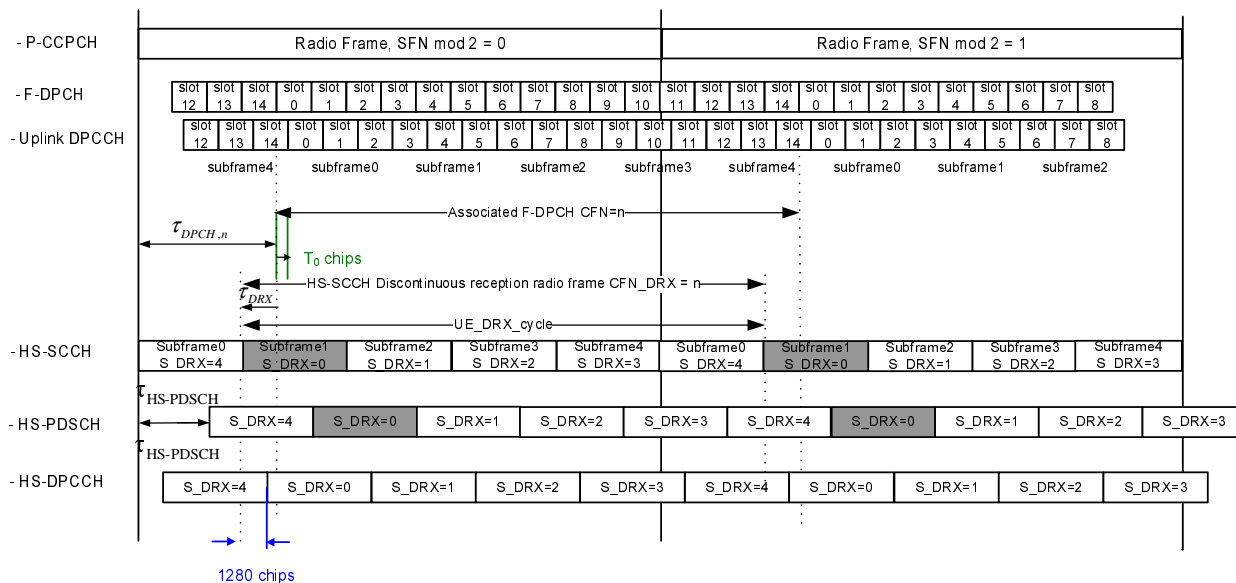 - P-CCPCH
Radio Frame, SFN mod 2 = 0
Radio Frame, SFN mod 2 = 1
- F-DPCH
slot 12 slot 13 slot 14 slot 0 slot 1 slot 2 slot 3 slot 4 slot 5 slot 6 slot 7 slot 8 slot 9 slot 10 slot 11 slot 12 slot 13 slot 14 slot 0 slot 1 slot 2 slot 3 slot 4 slot 5 slot 6 slot 7 slot 8
- Uplink DPCCH
slot 12 slot 13 slot 14 slot 0 slot 1 slot 2 slot 3 slot 4 slot 5 slot 6 slot 7 slot 8 slot 9 slot 10 slot 11 slot 12 slot 13 slot 14 slot 0 slot 1 slot 2 slot 3 slot 4 slot 5 slot 6 slot 7 slot 8
subframe4 subframe0 subframe1 subframe2 subframe3 subframe4 subframe0 subframe1 subframe2
Associated F-DPCH CFN=n
τ DPCH,n
T0 chips
HS-SCCH Discontinuous reception radio frame CFN_DRX = n
τ DRX
UE_DRX_cycle
- HS-SCCH
Subframe0 Subframe1 Subframe2 Subframe3 Subframe4 Subframe0 Subframe1 Subframe2 Subframe3 Subframe4
S_DRX=4 S_DRX=0 S_DRX=1 S_DRX=2 S_DRX=3 S_DRX=4 S_DRX=0 S_DRX=1 S_DRX=2 S_DRX=3
τ HS-PDSCH
- HS-PDSCH
S_DRX=4 S_DRX=0 S_DRX=1 S_DRX=2 S_DRX=3 S_DRX=4 S_DRX=0 S_DRX=1 S_DRX=2 S_DRX=3
τ HS-PDSCH
- HS-DPCCH
S_DRX=4 S_DRX=0 S_DRX=1 S_DRX=2 S_DRX=3 S_DRX=4 S_DRX=0 S_DRX=1 S_DRX=2 S_DRX=3
1280 chips